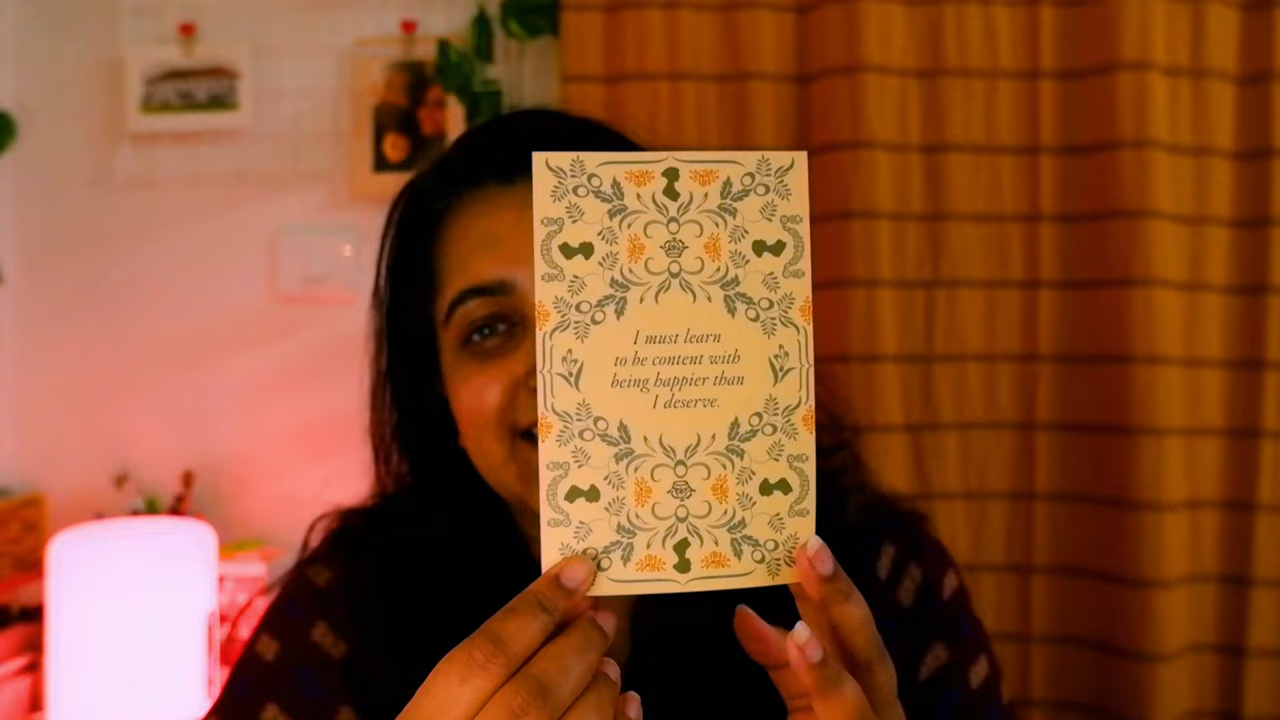 I must learn
to be content with
being happier than
I deserve.